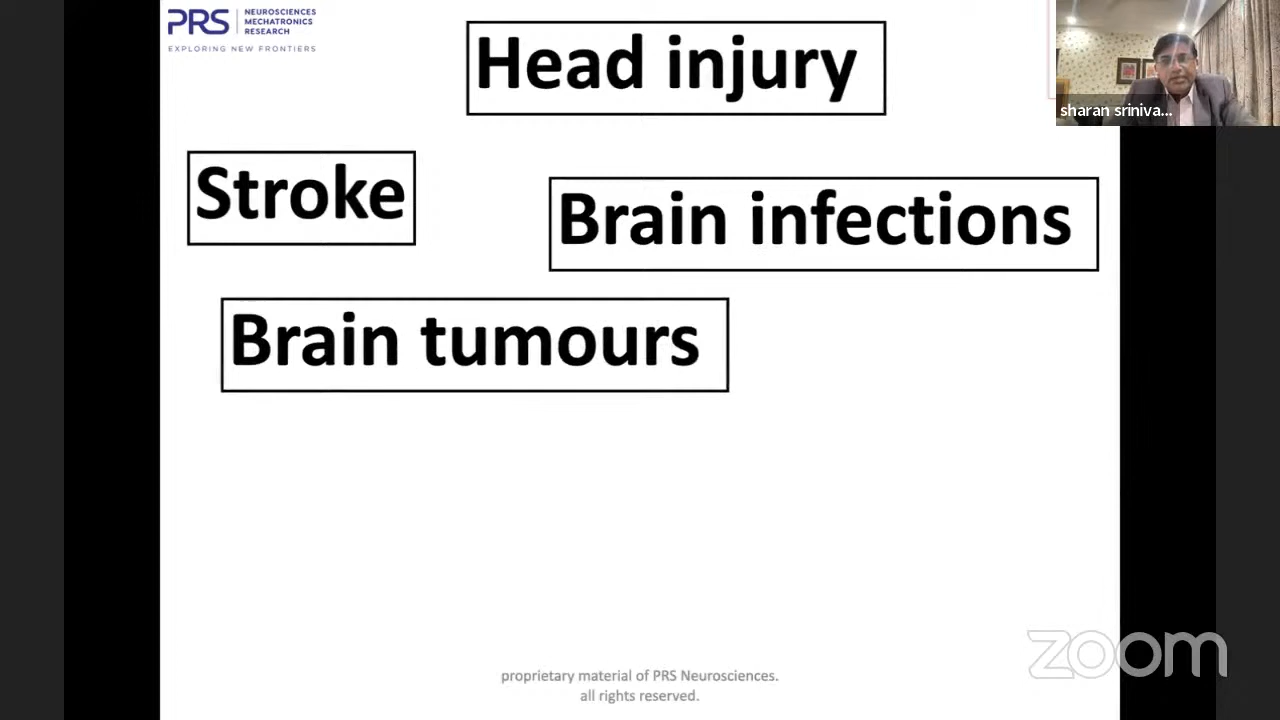 PRS
NEUROSCIENCES
MECHATRONICS
RESEARCH
EXPLORING NEW FRONTIERS
Head injury
sharan sriniva...
Stroke
Brain infections
Brain tumours
zoom
proprietary material of PRS Neurosciences.
all rights reserved.